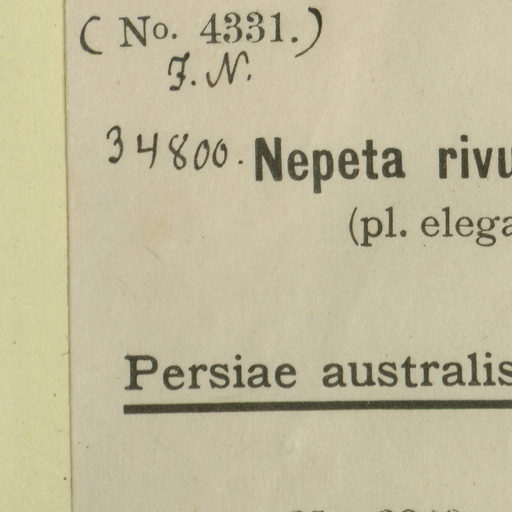 (No. 4331.)
F. N.
34800. Nepeta rivu
(pl. elega
Persiae australis